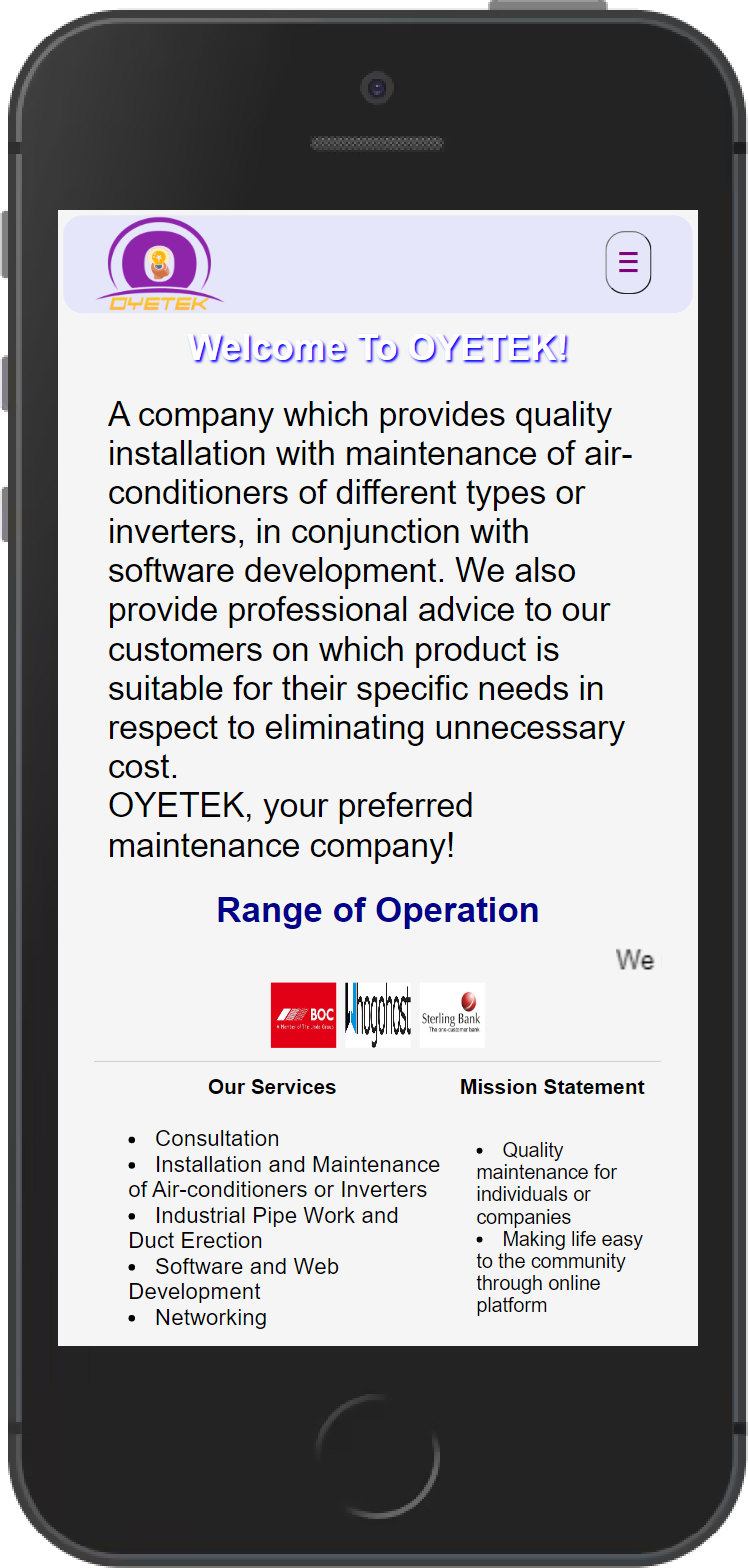 OYETEK
Welcome To OYETEK!
A company which provides quality
installation with maintenance of air-
conditioners of different types or
inverters, in conjunction with
software development. We also
provide professional advice to our
customers on which product is
suitable for their specific needs in
respect to eliminating unnecessary
cost.
OYETEK, your preferred
maintenance company!
Range of Operation
We
BOC
A Member of The Linde Group
Whogohost
Sterling Bank
The one-customer bank
Our Services
• Consultation
• Installation and Maintenance
of Air-conditioners or Inverters
• Industrial Pipe Work and
Duct Erection
• Software and Web
Development
• Networking
Mission Statement
• Quality
maintenance for
individuals or
companies
• Making life easy
to the community
through online
platform